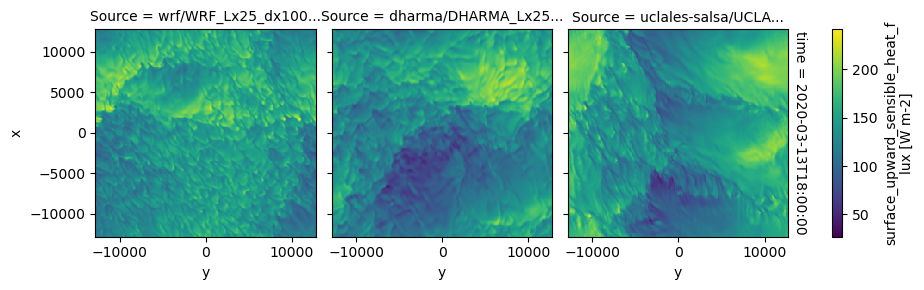 Source = wrf/WRF_Lx25_dx100...
Source = dharma/DHARMA_Lx25...
Source = uclales-salsa/UCLA...
10000
5000
0
−5000
−10000
x
−10000
0
10000
y
−10000
0
10000
y
−10000
0
10000
y
time = 2020-03-13T18:00:00
200
150
100
50
surface_upward_sensible_heat_f
lux [W m-2]